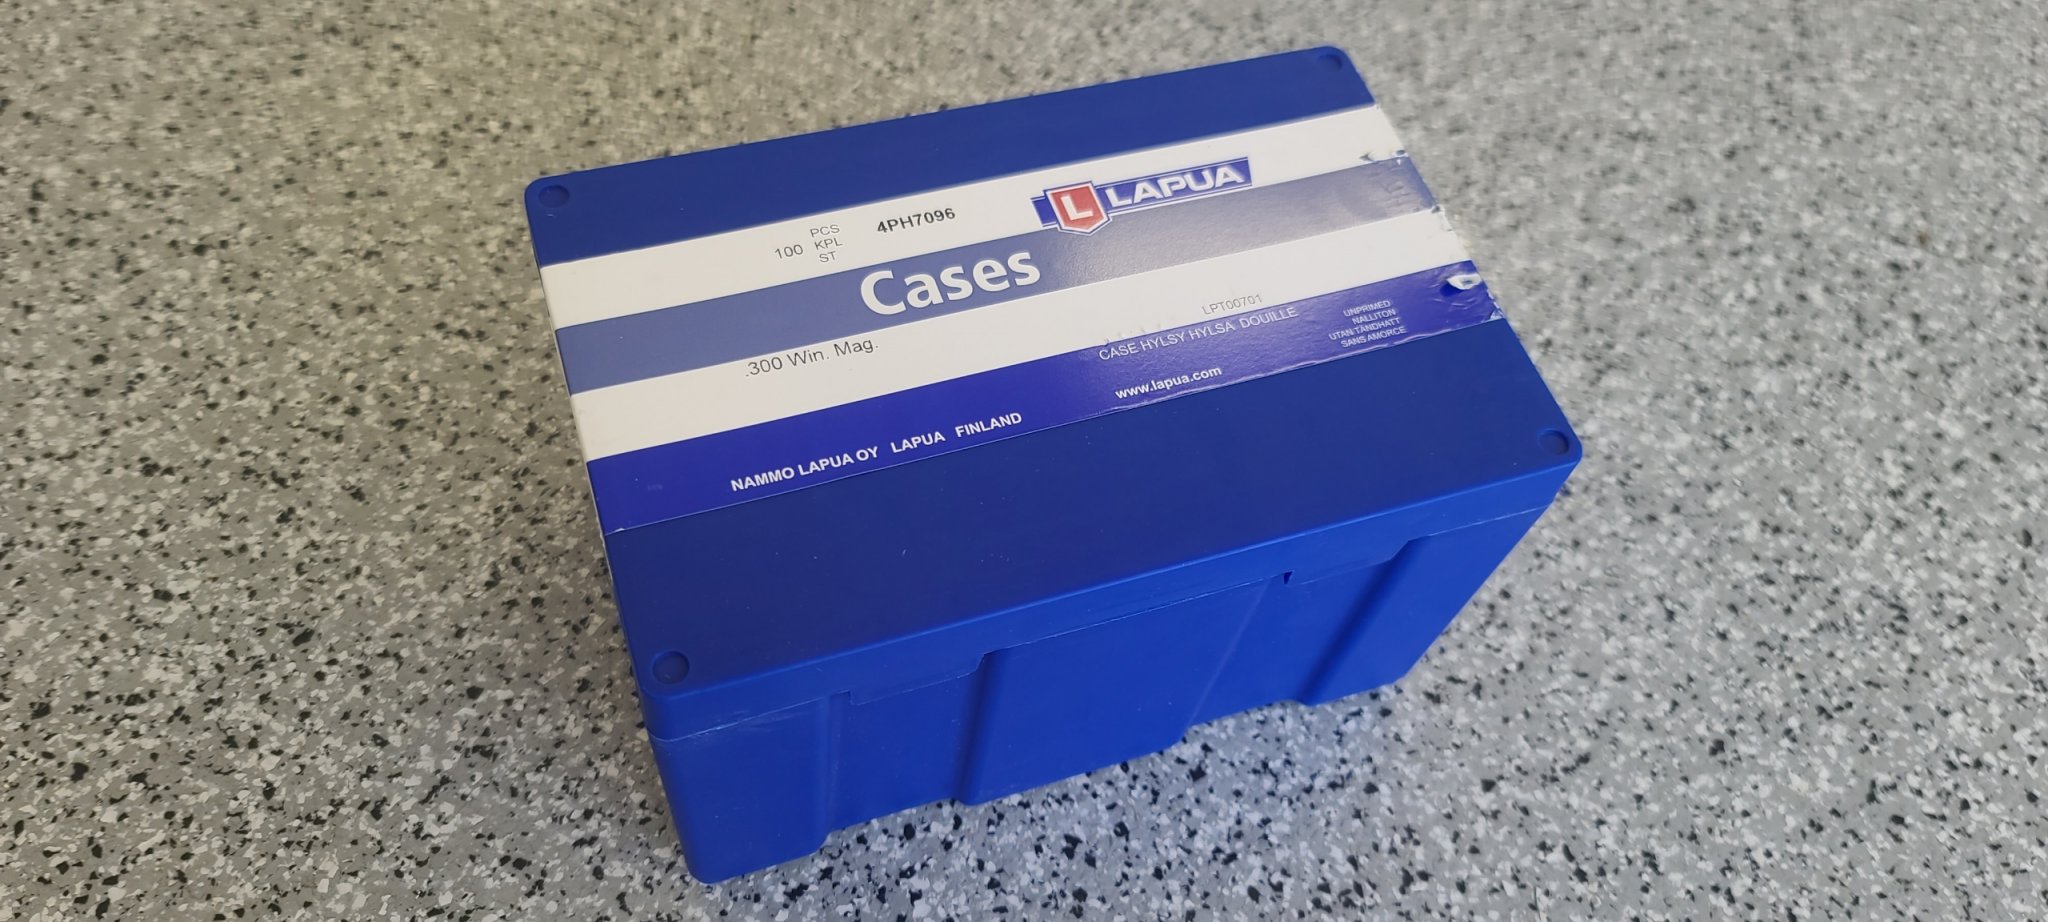 L LAPUA
100 PCS KPL ST 4PH7096
Cases
.300 Win. Mag.
LPT00701
CASE HYLSY HYLSA DOUILLE
UNPRIMED
NALLITON
UTAN TÄNDHATT
SANS AMORCE
www.lapua.com
NAMMO LAPUA OY LAPUA FINLAND